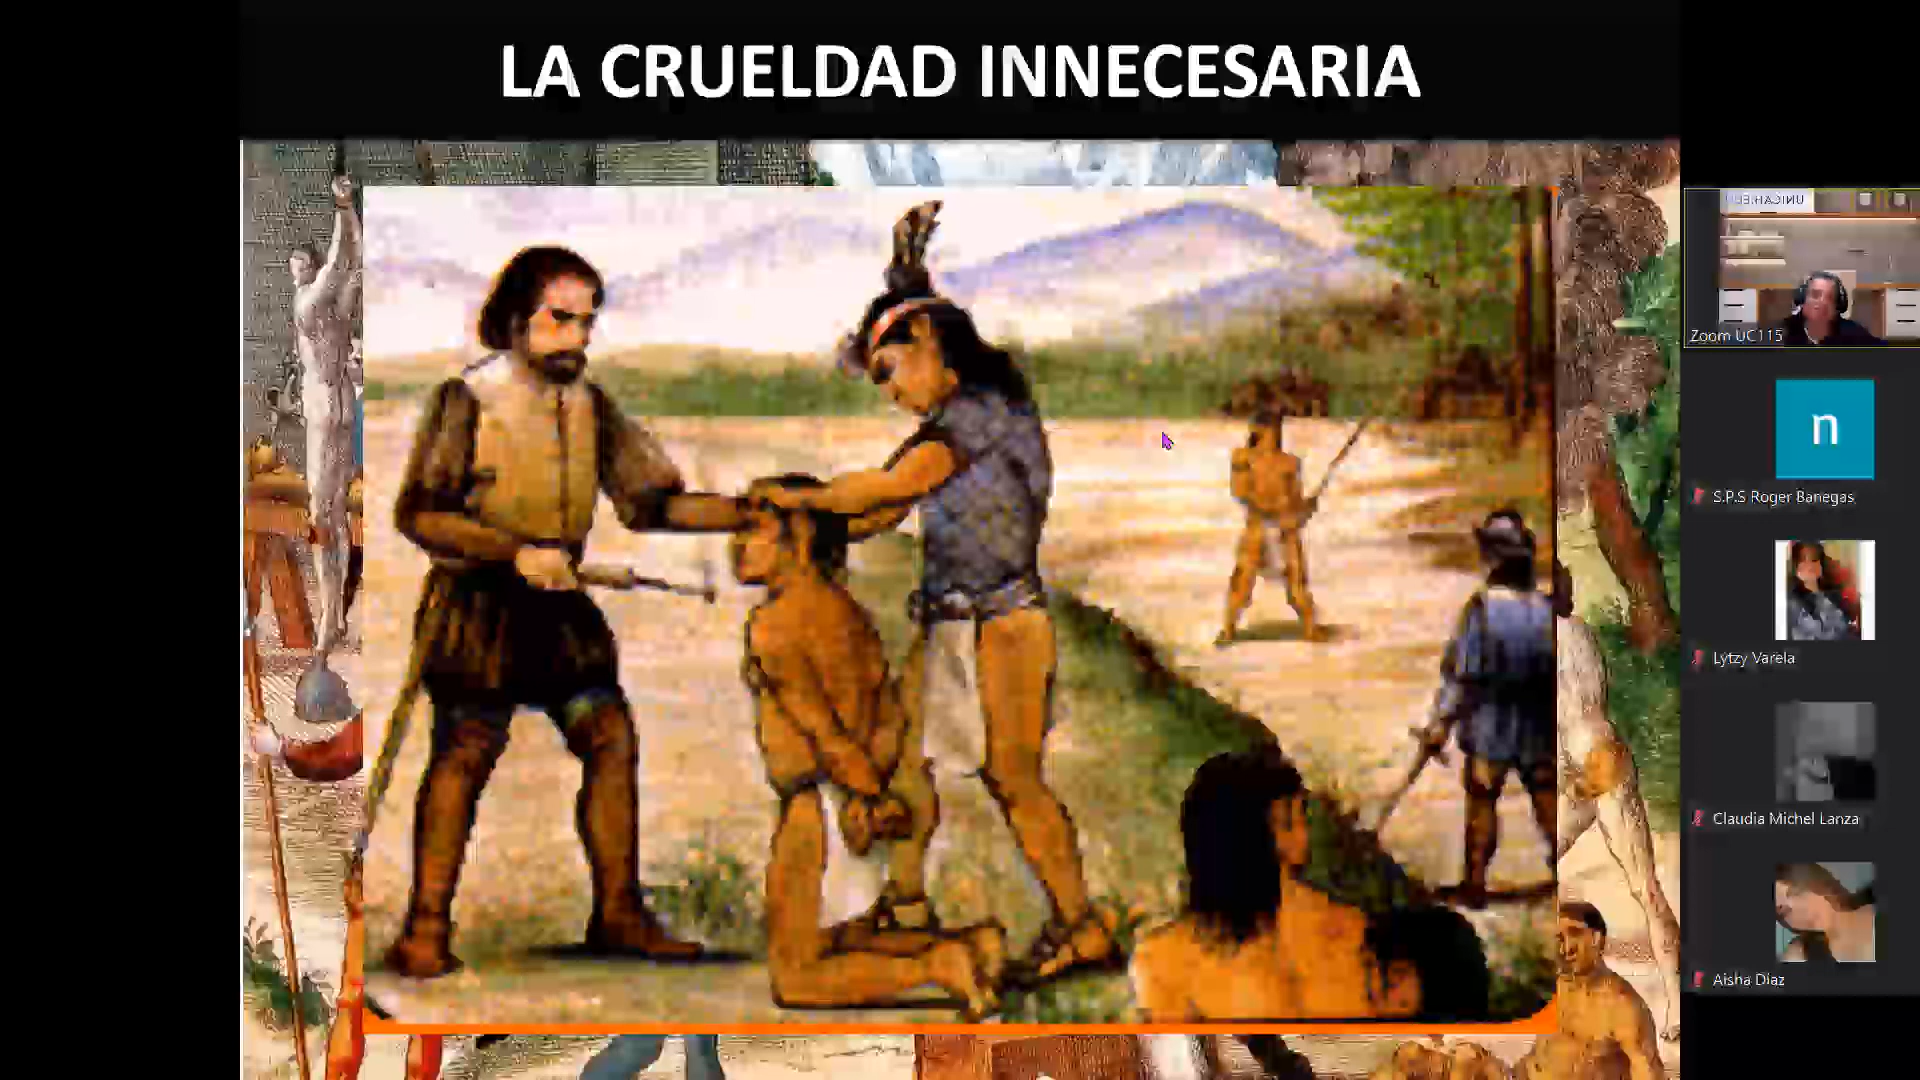 LA CRUELDAD INNECESARIA
Zoom UC115
n
S.P.S Roger Banegas
Lytzy Varela
Claudia Michel Lanza
Aisha Diaz